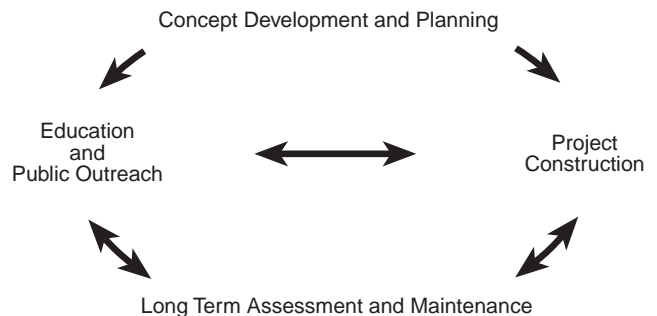 Concept Development and Planning
Education
and
Public Outreach
Project
Construction
Long Term Assessment and Maintenance